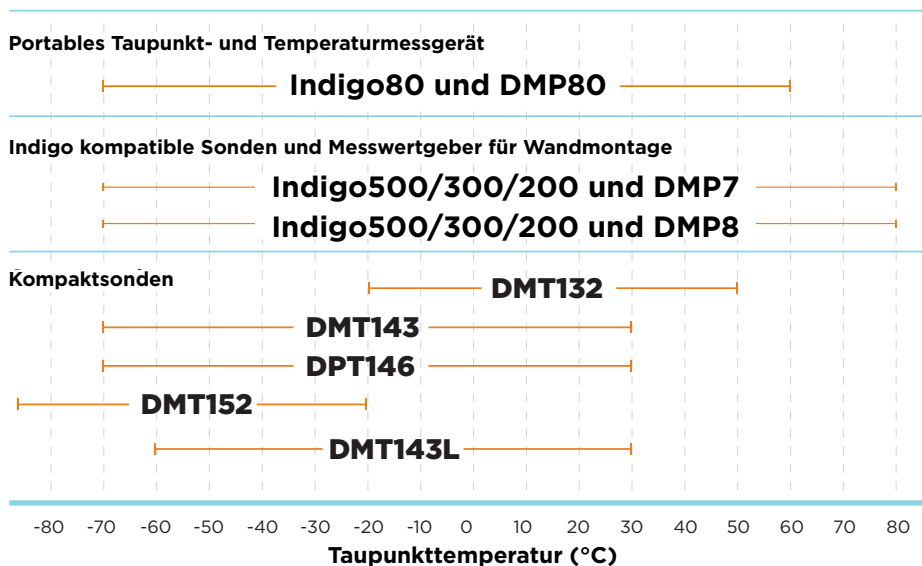 Portables Taupunkt- und Temperaturmessgerät
Indigo80 und DMP80
Indigo kompatible Sonden und Messwertgeber für Wandmontage
Indigo500/300/200 und DMP7
Indigo500/300/200 und DMP8
Kompaktsonden
DMT132
DMT143
DPT146
DMT152
DMT143L
-80 -70 -60 -50 -40 -30 -20 -10 0 10 20 30 40 50 60 70 80
Taupunkttemperatur (°C)